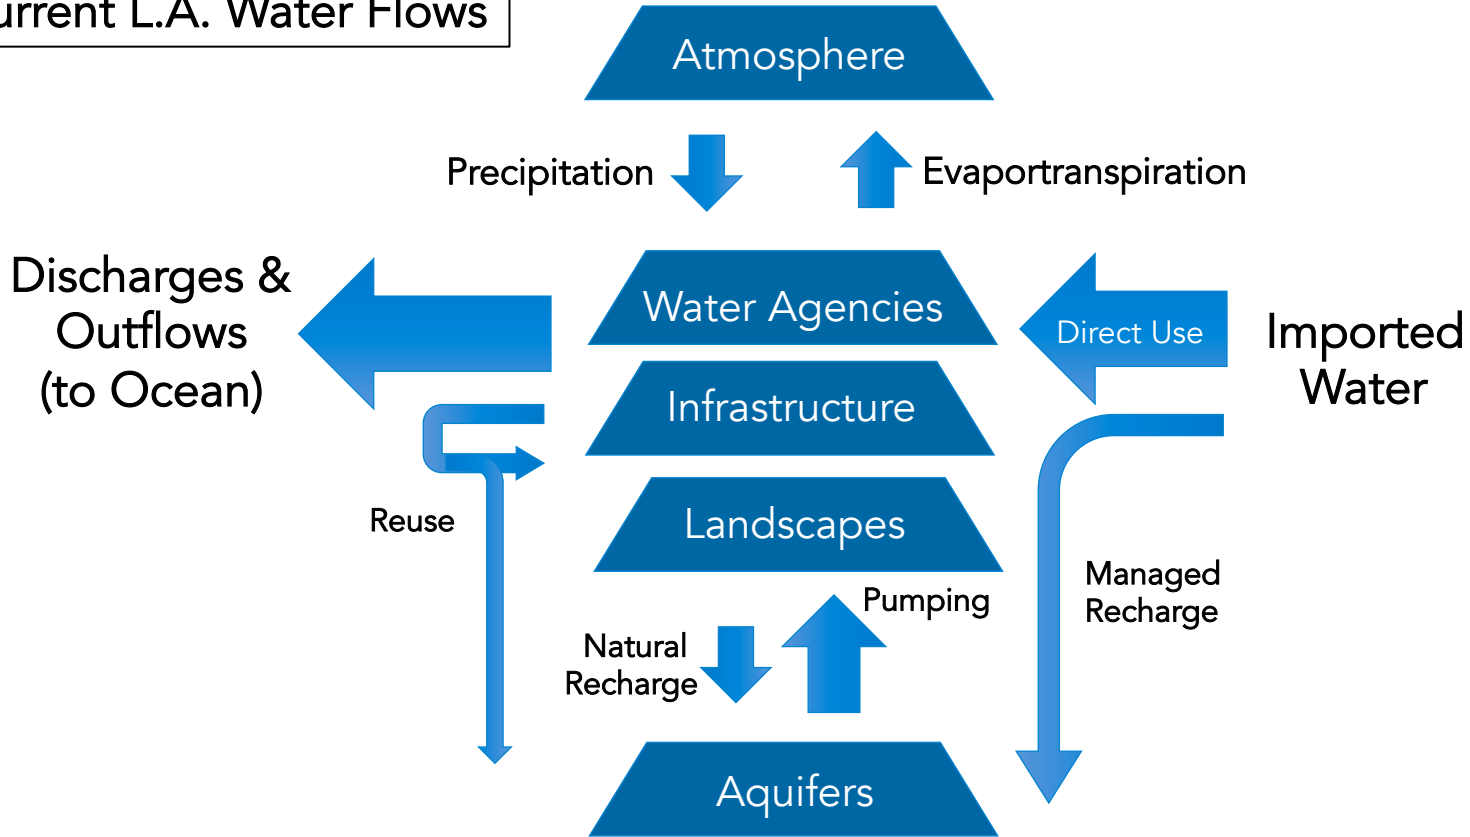 urrent L.A. Water Flows
Atmosphere
Precipitation
Evaportranspiration
Discharges &
Outflows
(to Ocean)
Water Agencies
Direct Use
Imported
Water
Infrastructure
Reuse
Landscapes
Managed
Recharge
Pumping
Natural
Recharge
Aquifers